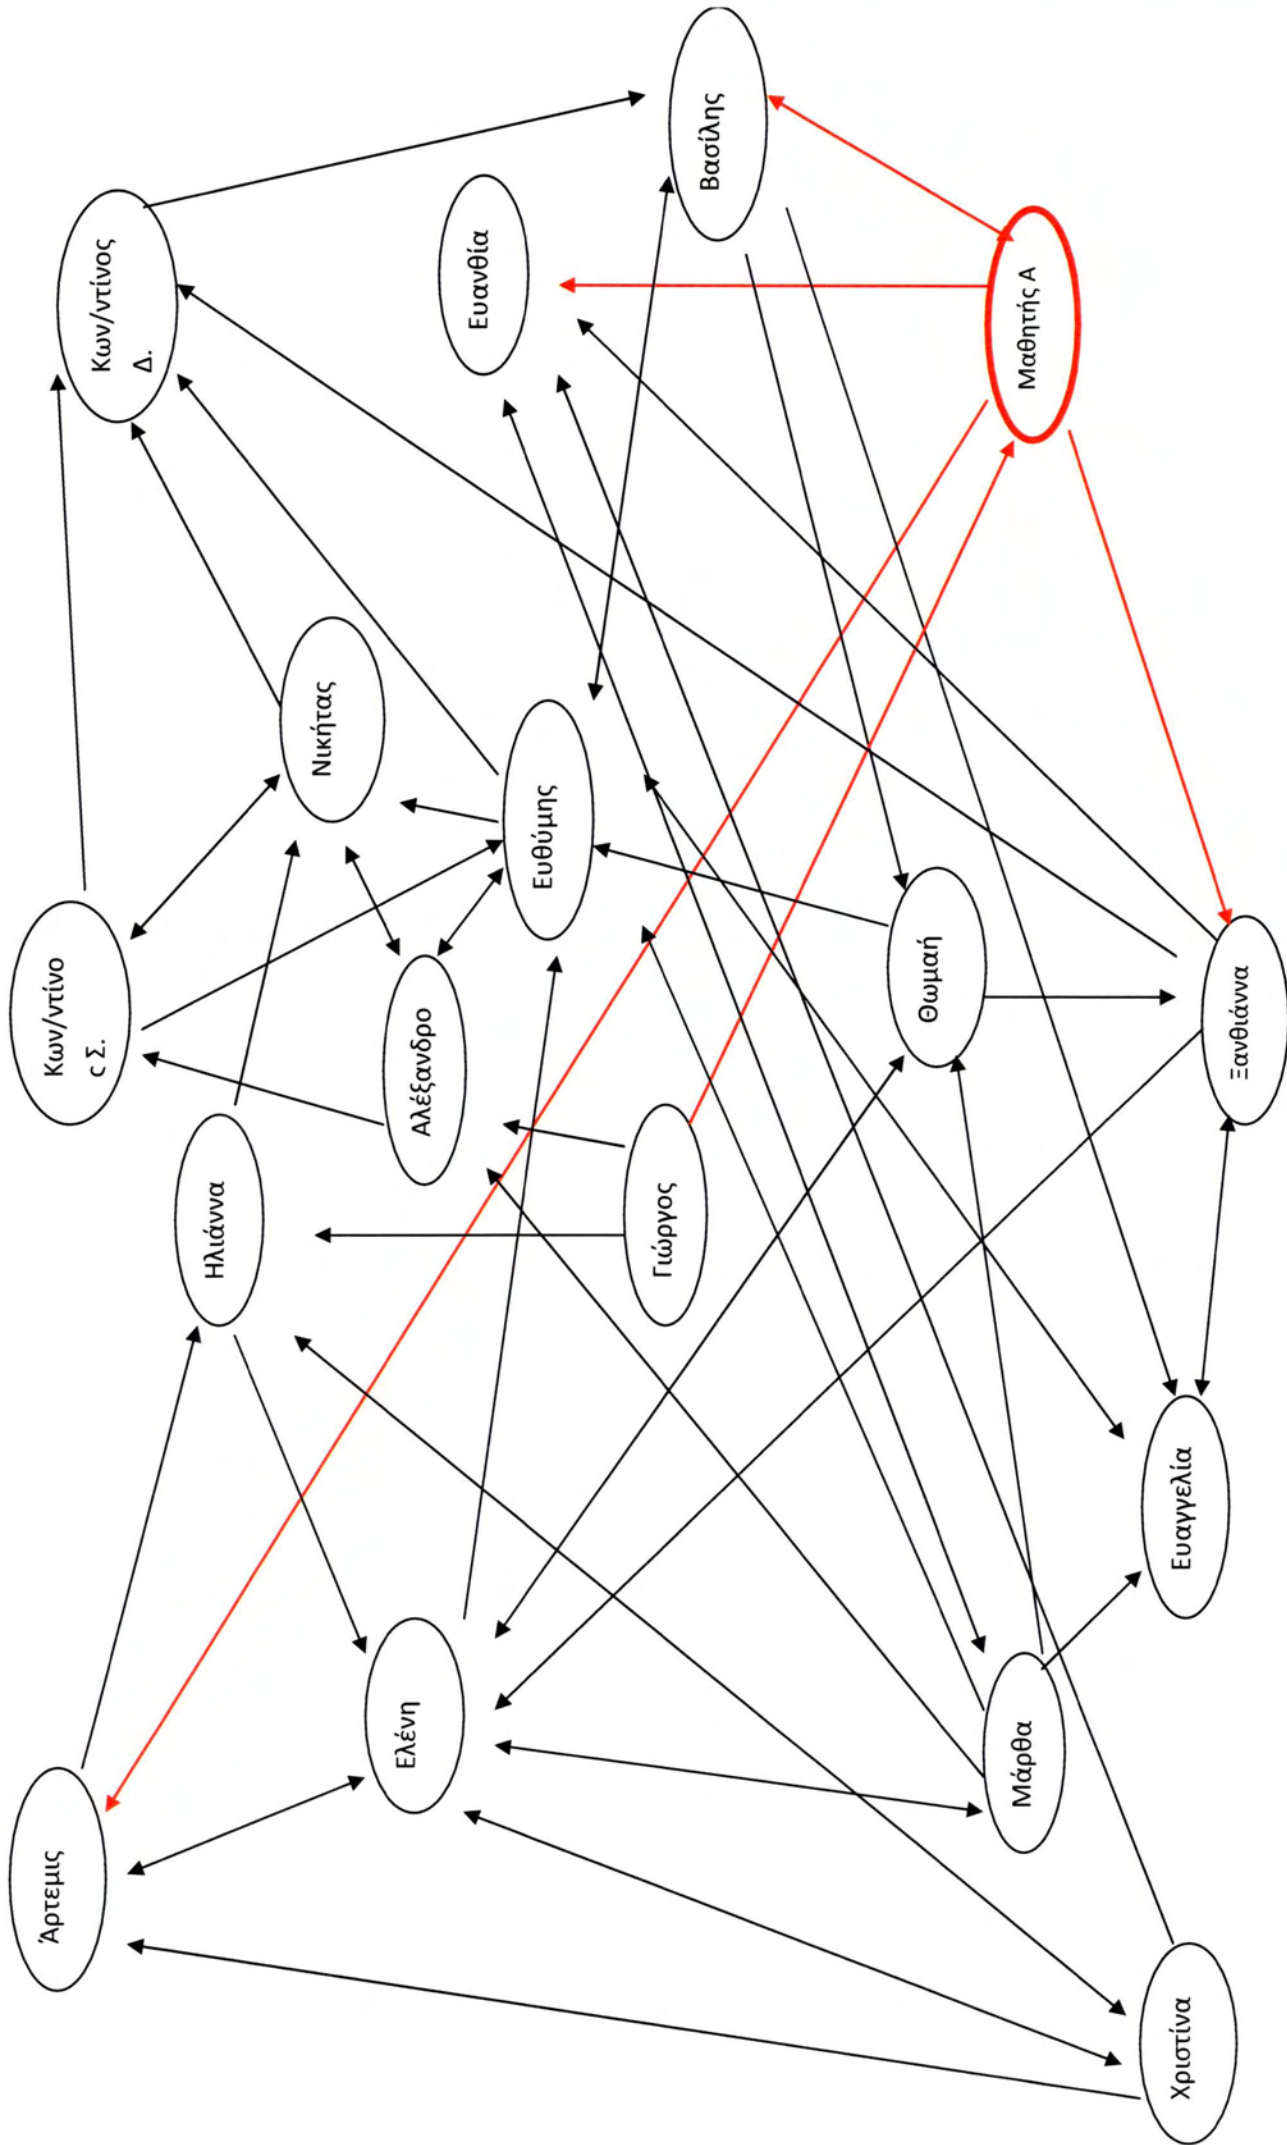 Άρτεμις
Κων/ντίνο
ς Σ.
Κων/ντίνος
Δ.
Ηλιάννα
Νικήτας
Ελένη
Αλέξανδρο
Ευανθία
Ευθύμης
Γιώργος
Βασίλης
Θωμαή
Μάρθα
Μαθητής Α
Χριστίνα
Ευαγγελία
Ξανθιάννα